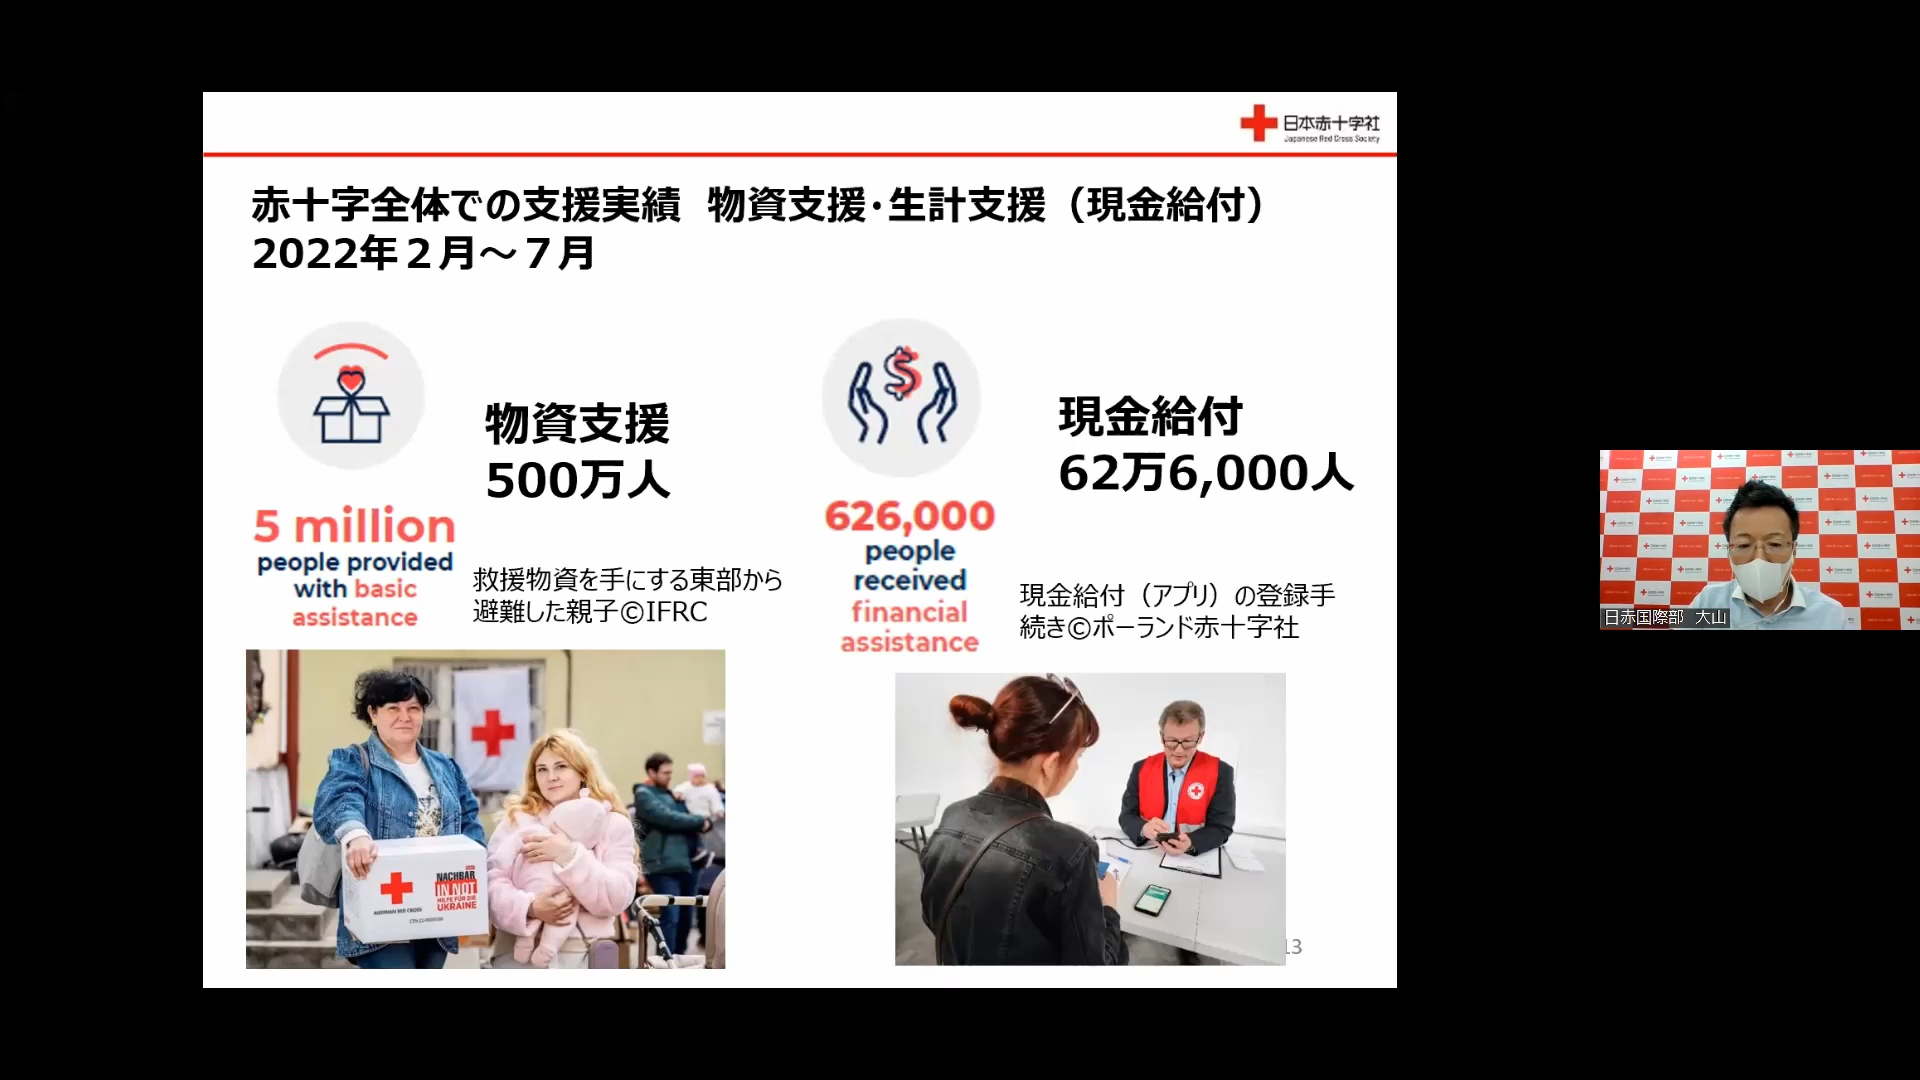 日本赤十字社
Japanese Red Cross Society
赤十字全体での支援実績 物資支援・生計支援（現金給付）
2022年２月～７月
物資支援
500万人
5 million
people provided
with basic
assistance
救援物資を手にする東部から
避難した親子©IFRC
現金給付
62万6,000人
626,000
people
received
financial
assistance
現金給付（アプリ）の登録手
続き©ポーランド赤十字社
AUSTRIAN RED CROSS
NACHBAR
IN NOT
HILFE FÜR DIE
UKRAINE
13
日赤国際部 大山